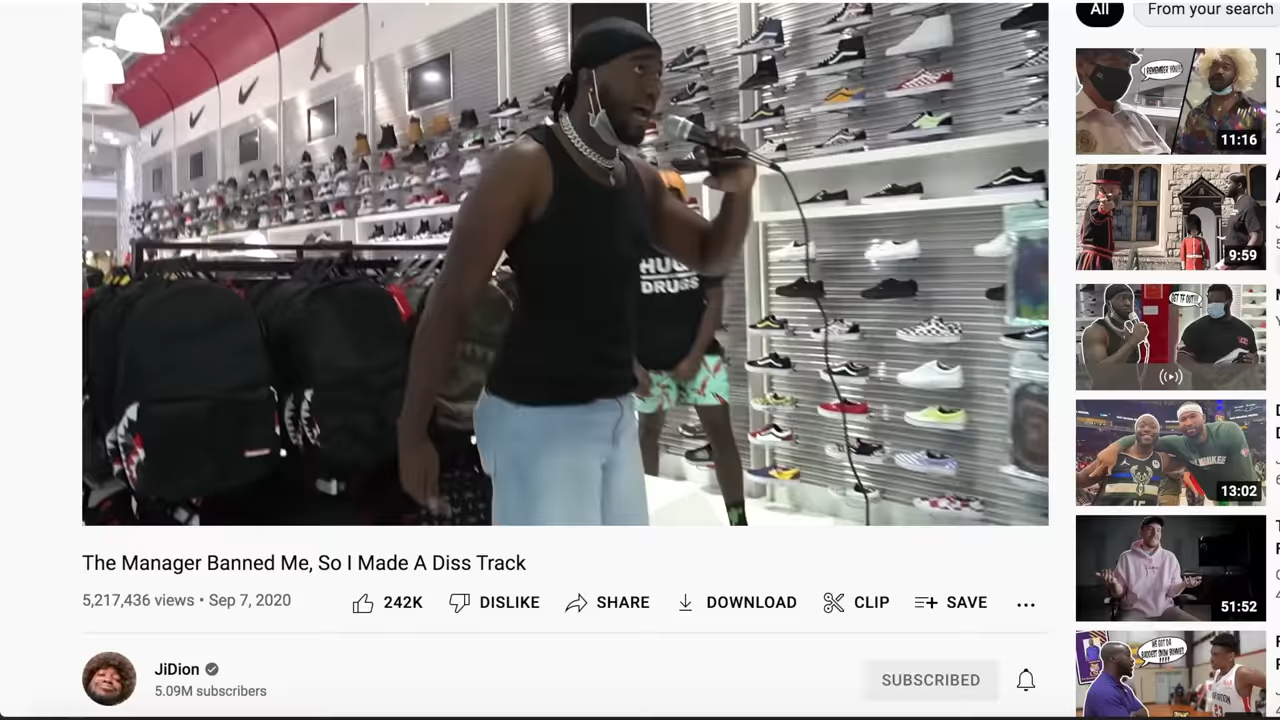 All
From your search
I REMEMBER YOU!!
11:16
9:59
GET TF OUT!!
HUGS
DRUGS
13:02
The Manager Banned Me, So I Made A Diss Track
5,217,436 views • Sep 7, 2020
242K
DISLIKE
SHARE
DOWNLOAD
CLIP
SAVE
51:52
JiDion
5.09M subscribers
SUBSCRIBED